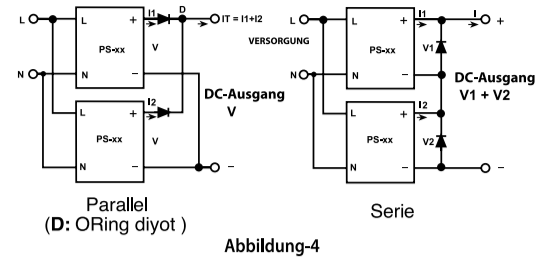 I1 D
L L + IT = I1+I2
PS-xx V
N N −
DC-Ausgang
V
I2
L +
PS-xx V
N − −
Parallel
(D: ORing diyot )
I1 I
L L + +
VERSORGUNG
PS-xx V1
N N −
DC-Ausgang
V1 + V2
I2
L +
PS-xx V2
N − −
Serie
Abbildung-4